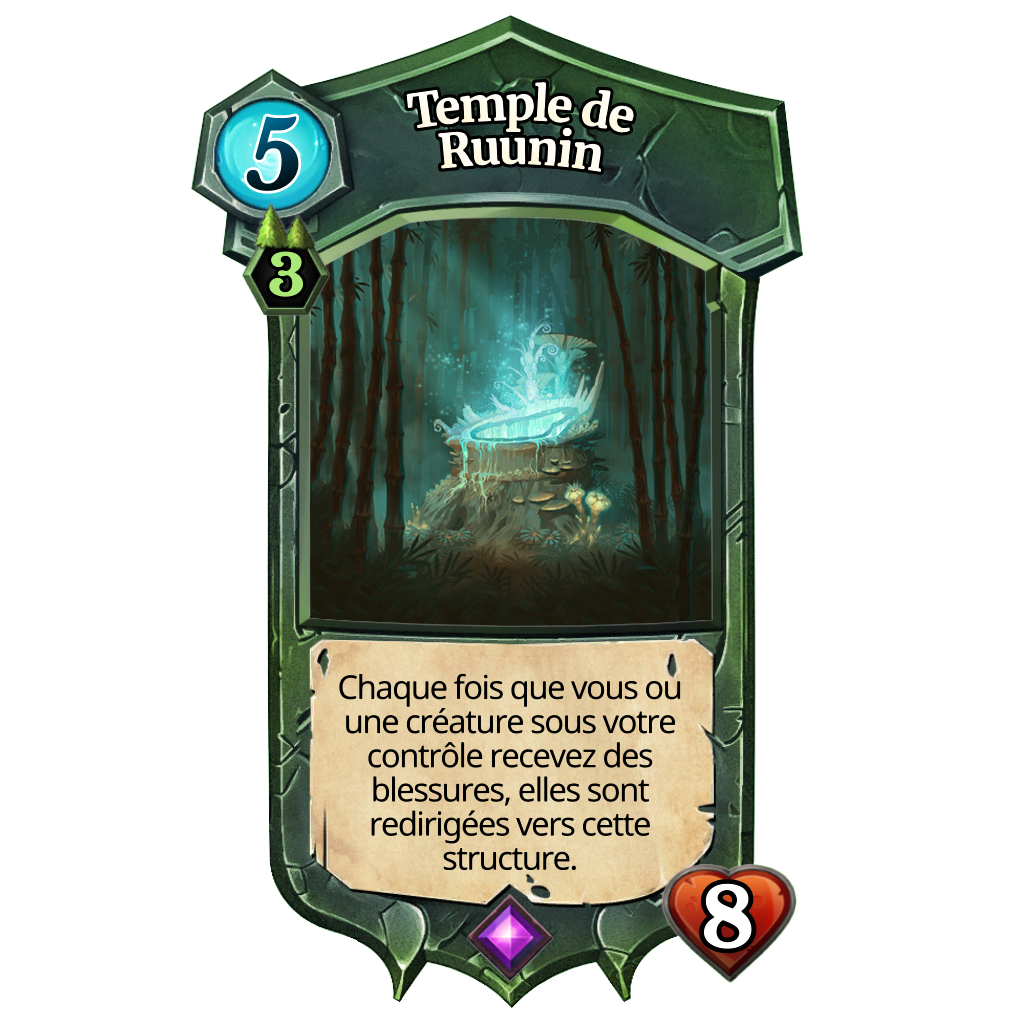 Temple de
Ruunin
5
3
Chaque fois que vous ou
une créature sous votre
contrôle recevez des
blessures, elles sont
redirigées vers cette
structure.
8